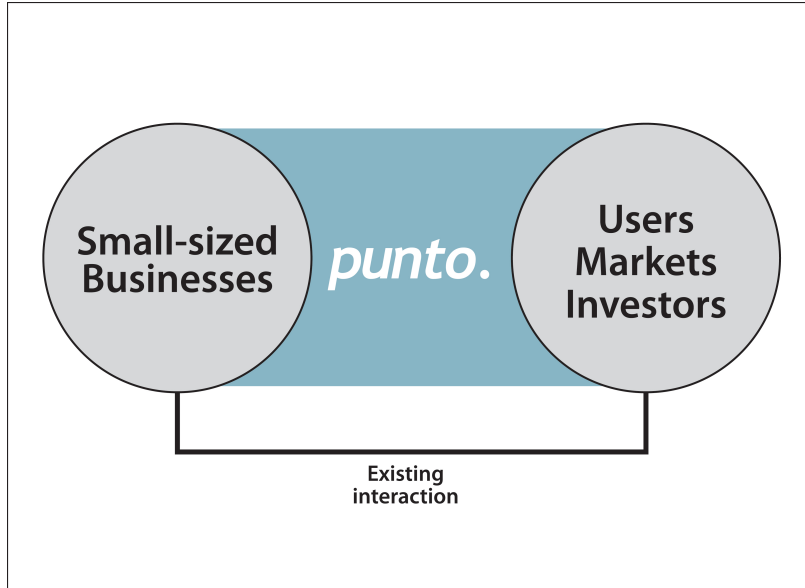 Small-sized
Businesses
punto.
Users
Markets
Investors
Existing
interaction